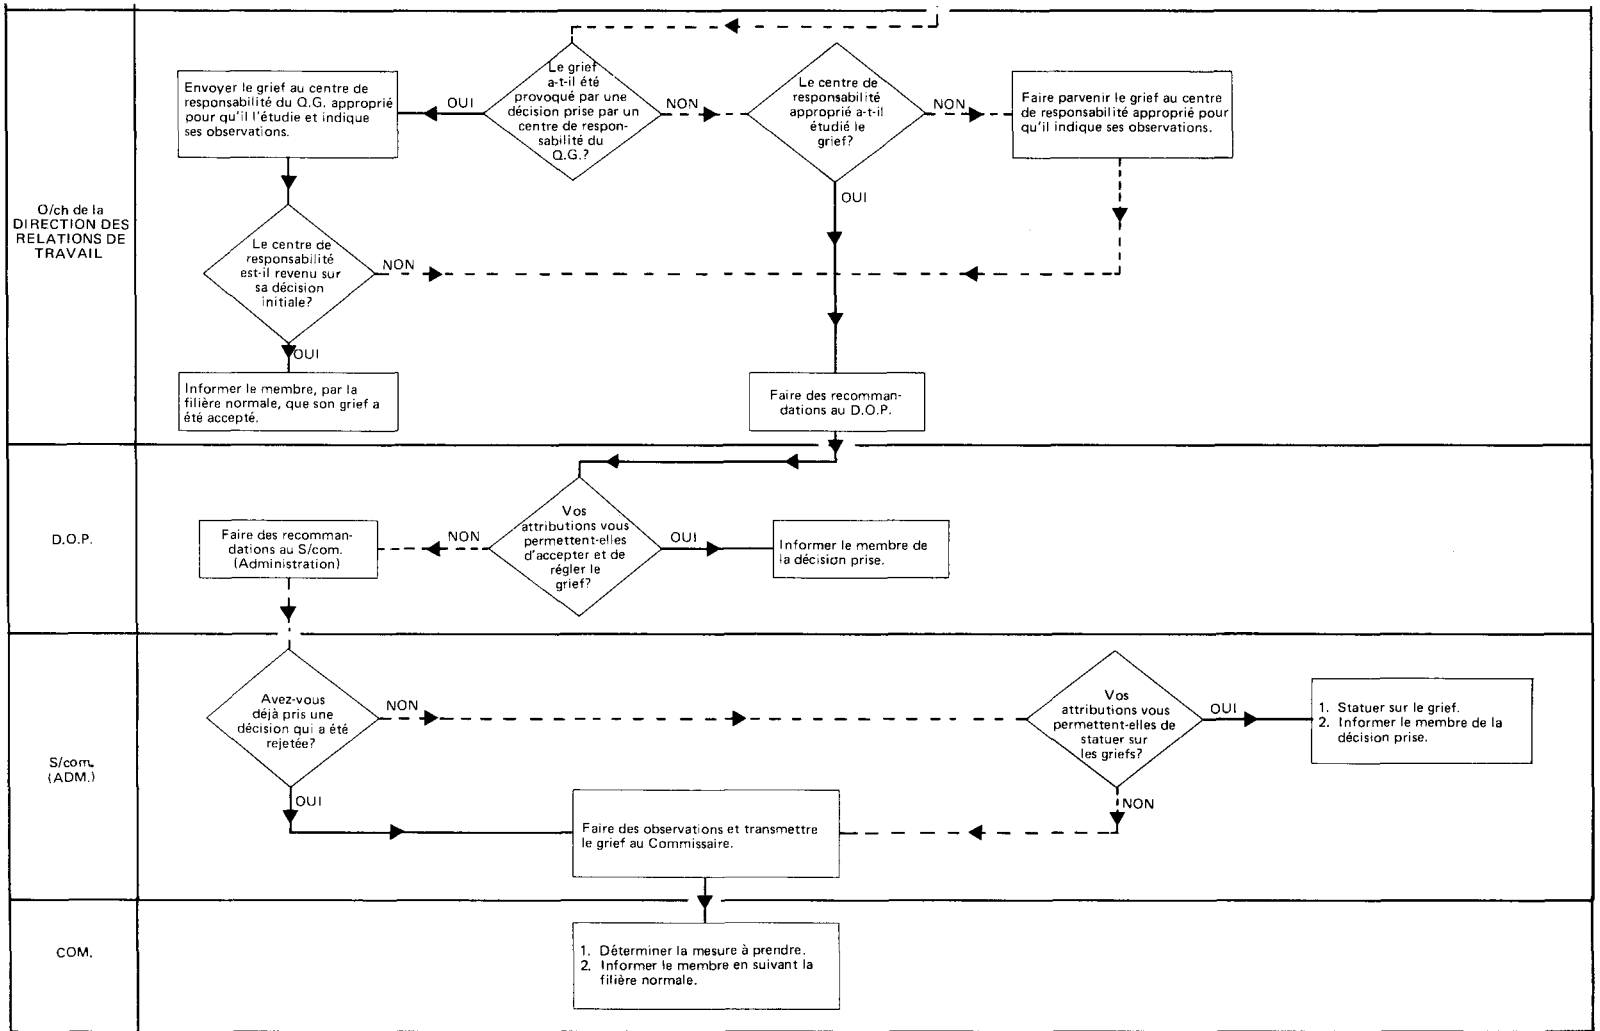 O/ch de la
DIRECTION DES
RELATIONS DE
TRAVAIL
Envoyer le grief au centre de
responsabilité du Q.G. approprié
pour qu'il l'étudie et indique
ses observations.
OUI
Le grief
a-t-il été
provoqué par une
décision prise par un
centre de respon-
sabilité du
Q.G.?
NON
Le centre de
responsabilité
approprié a-t-il
étudié le
grief?
NON
Faire parvenir le grief au centre
de responsabilité approprié pour
qu'il indique ses observations.
OUI
Le centre de
responsabilité
est-il revenu sur
sa décision
initiale?
NON
OUI
Informer le membre, par la
filière normale, que son grief a
été accepté.
Faire des recomman-
dations au D.O.P.
D.O.P.
Faire des recomman-
dations au S/com.
(Administration)
NON
Vos
attributions vous
permettent-elles
d'accepter et de
régler le
grief?
OUI
Informer le membre de
la décision prise.
S/com.
(ADM.)
Avez-vous
déjà pris une
décision qui a été
rejetée?
NON
OUI
Vos
attributions vous
permettent-elles de
statuer sur
les griefs?
OUI
1. Statuer sur le grief.
2. Informer le membre de la
décision prise.
NON
Faire des observations et transmettre
le grief au Commissaire.
COM.
1. Déterminer la mesure à prendre.
2. Informer le membre en suivant la
filière normale.